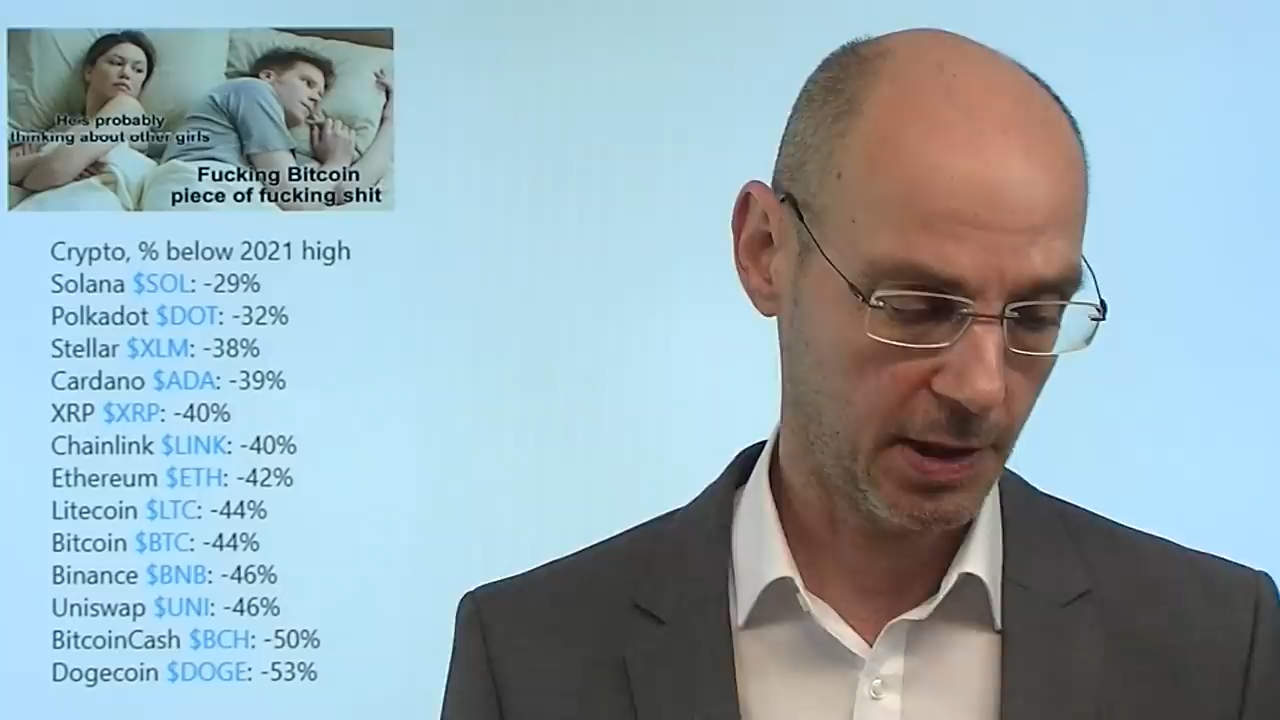 He's probably
thinking about other girls
Fucking Bitcoin
piece of fucking shit
Crypto, % below 2021 high
Solana $SOL: -29%
Polkadot $DOT: -32%
Stellar $XLM: -38%
Cardano $ADA: -39%
XRP $XRP: -40%
Chainlink $LINK: -40%
Ethereum $ETH: -42%
Litecoin $LTC: -44%
Bitcoin $BTC: -44%
Binance $BNB: -46%
Uniswap $UNI: -46%
BitcoinCash $BCH: -50%
Dogecoin $DOGE: -53%